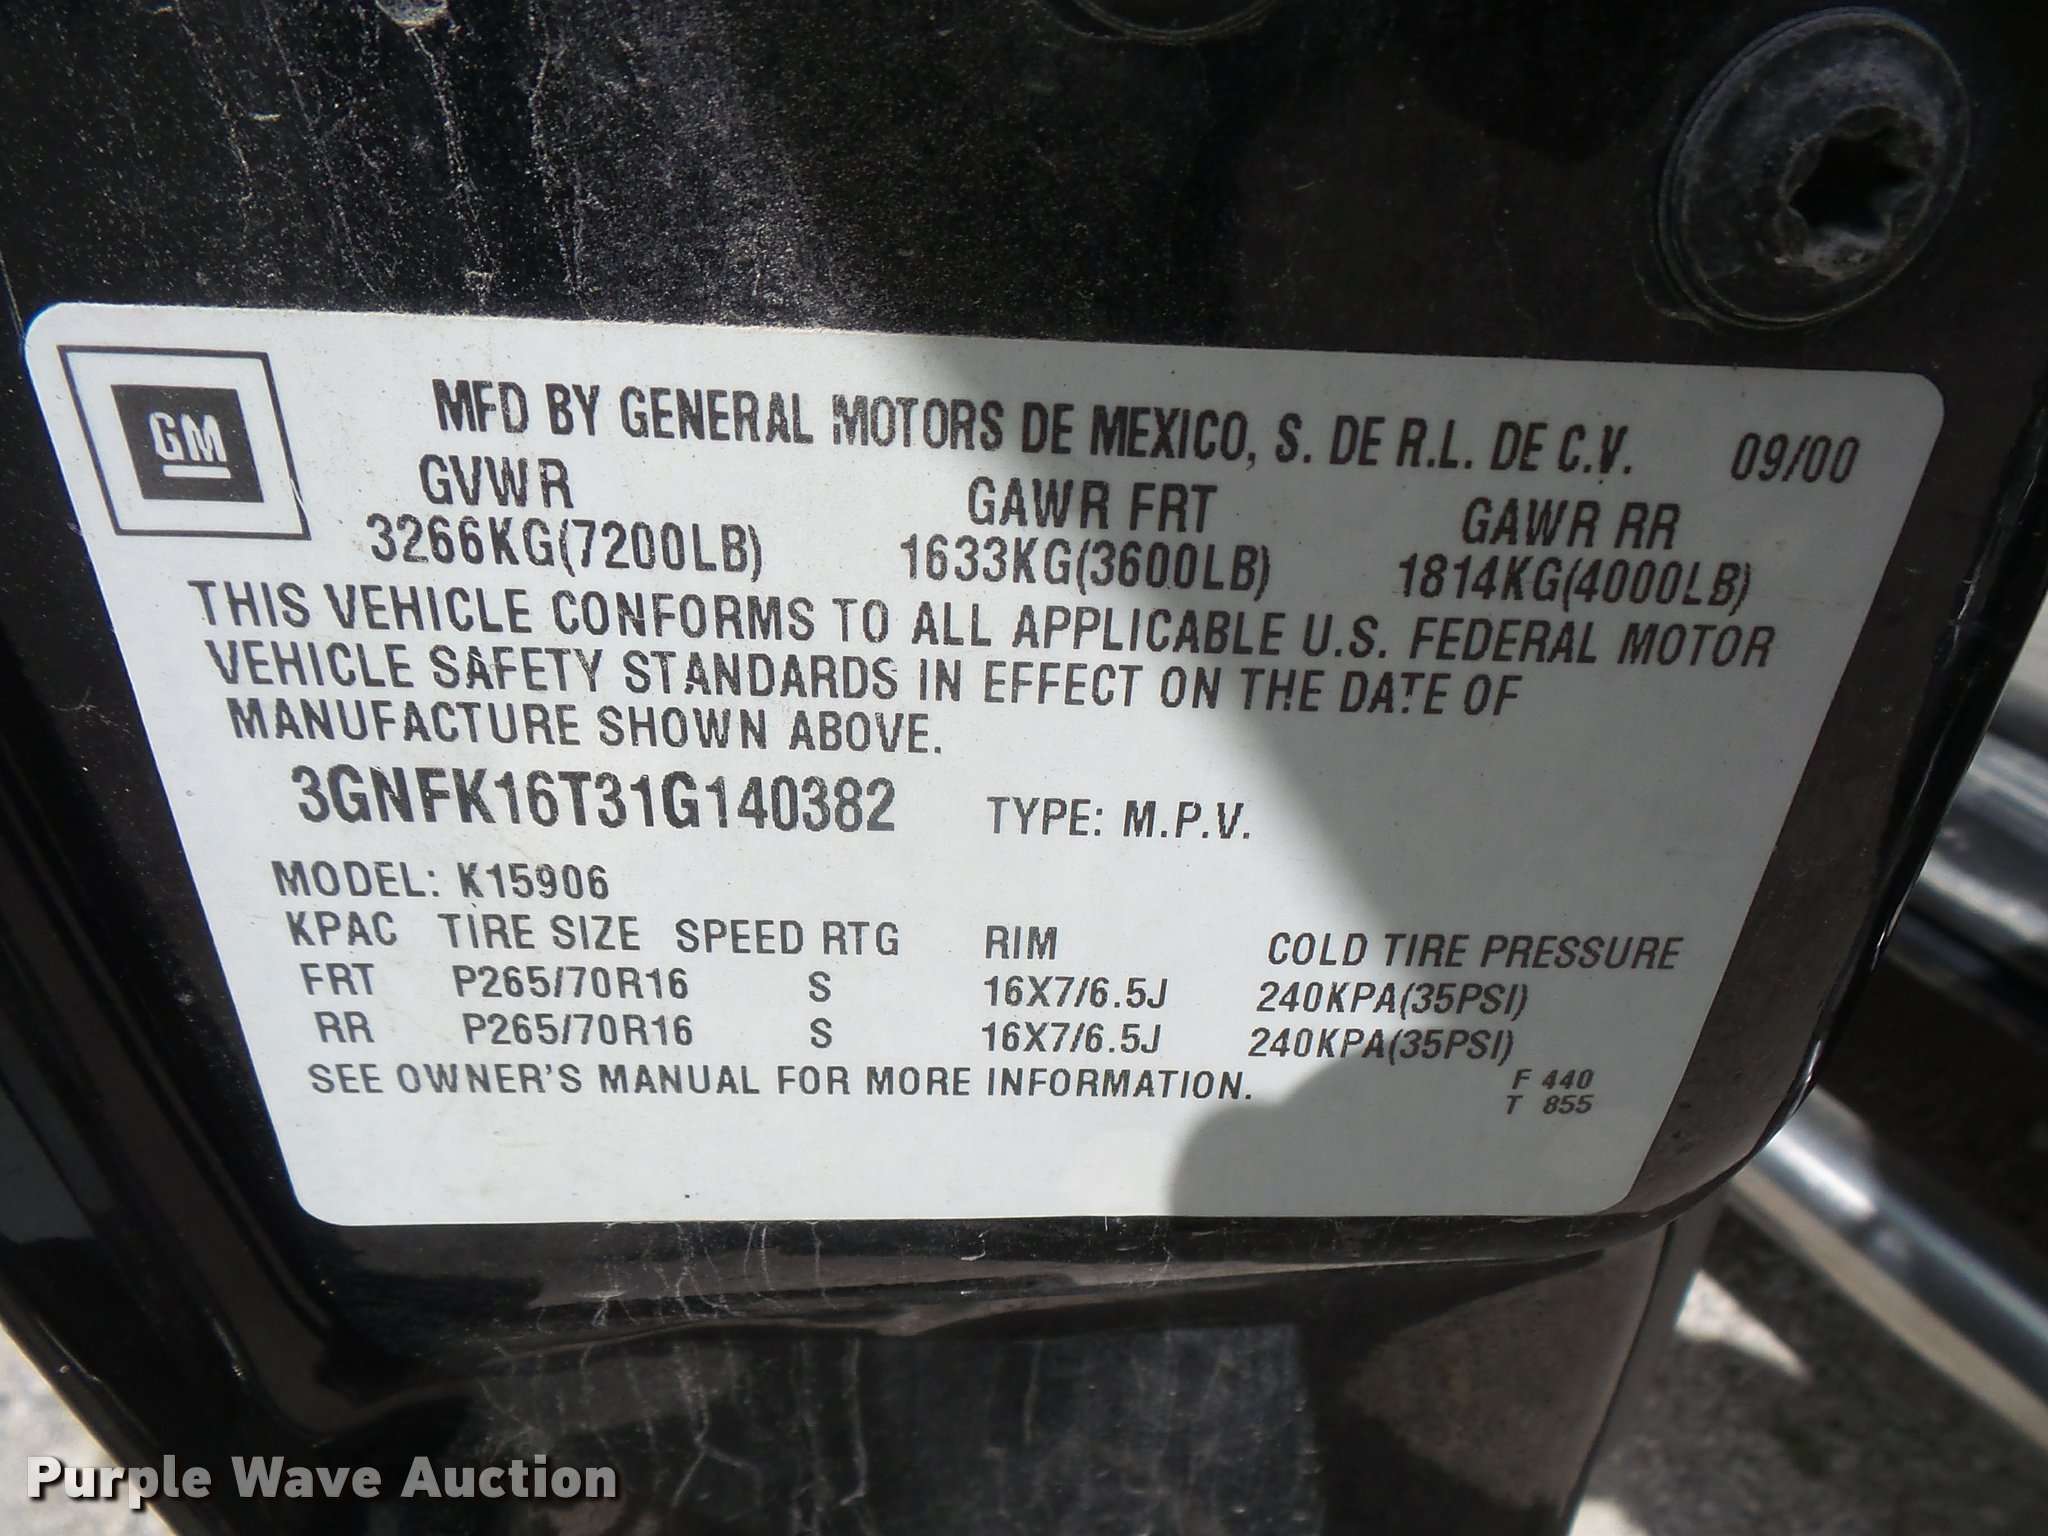 GM
MFD BY GENERAL MOTORS DE MEXICO, S. DE R.L. DE C.V. 09/00
GVWR GAWR FRT GAWR RR
3266KG(7200LB) 1633KG(3600LB) 1814KG(4000LB)
THIS VEHICLE CONFORMS TO ALL APPLICABLE U.S. FEDERAL MOTOR
VEHICLE SAFETY STANDARDS IN EFFECT ON THE DATE OF
MANUFACTURE SHOWN ABOVE.
3GNFK16T31G140382 TYPE: M.P.V.
MODEL: K15906
KPAC TIRE SIZE SPEED RTG RIM COLD TIRE PRESSURE
FRT P265/70R16 S 16X7/6.5J 240KPA(35PSI)
RR P265/70R16 S 16X7/6.5J 240KPA(35PSI)
SEE OWNER'S MANUAL FOR MORE INFORMATION.
F 440
T 855
Purple Wave Auction